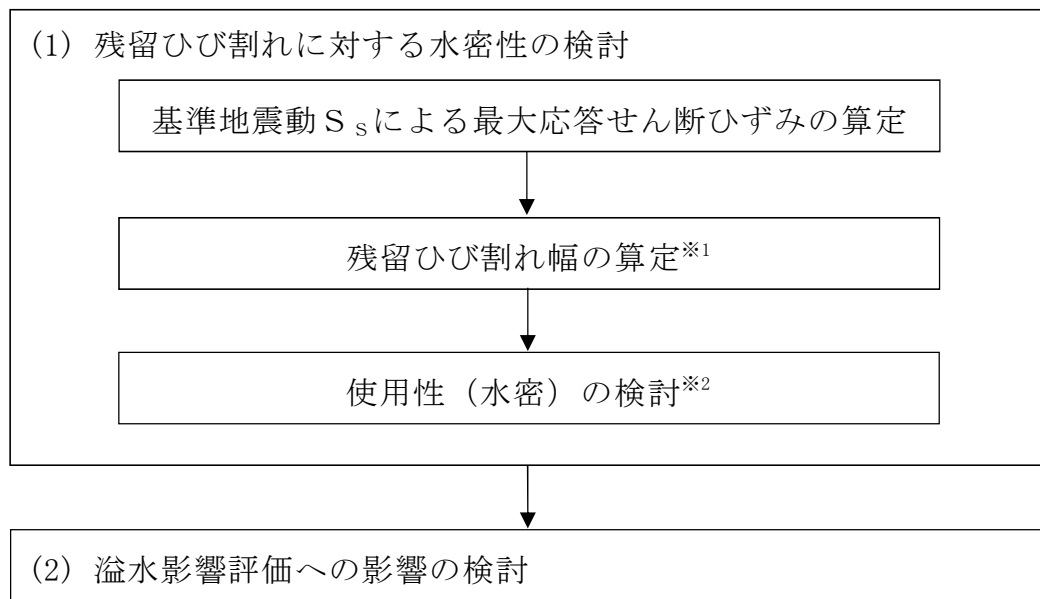 (1) 残留ひび割れに対する水密性の検討
基準地震動Ssによる最大応答せん断ひずみの算定
残留ひび割れ幅の算定※1
使用性（水密）の検討※2
(2) 溢水影響評価への影響の検討